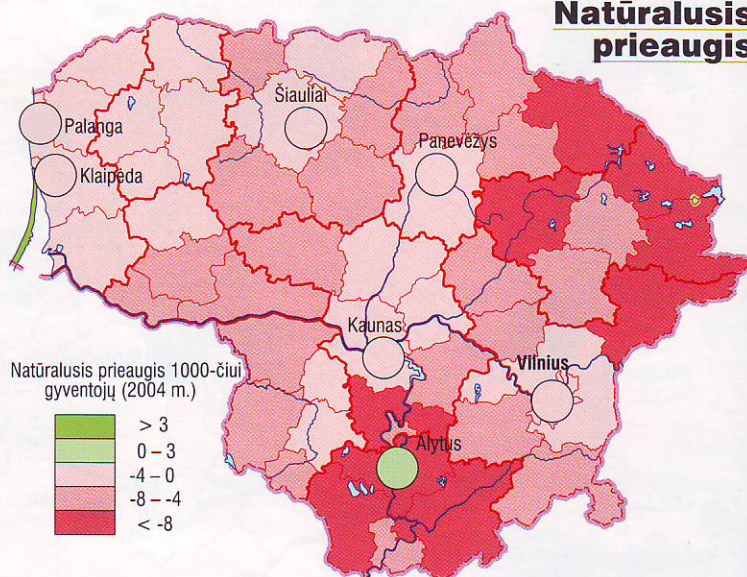 Natūralusis
prieaugis
Šiauliai
Palanga
Panevėžys
Klaipėda
Kaunas
Vilnius
Natūralusis prieaugis 1000-čiui
gyventojų (2004 m.)
> 3
0 – 3
-4 – 0
-8 – -4
< -8
Alytus